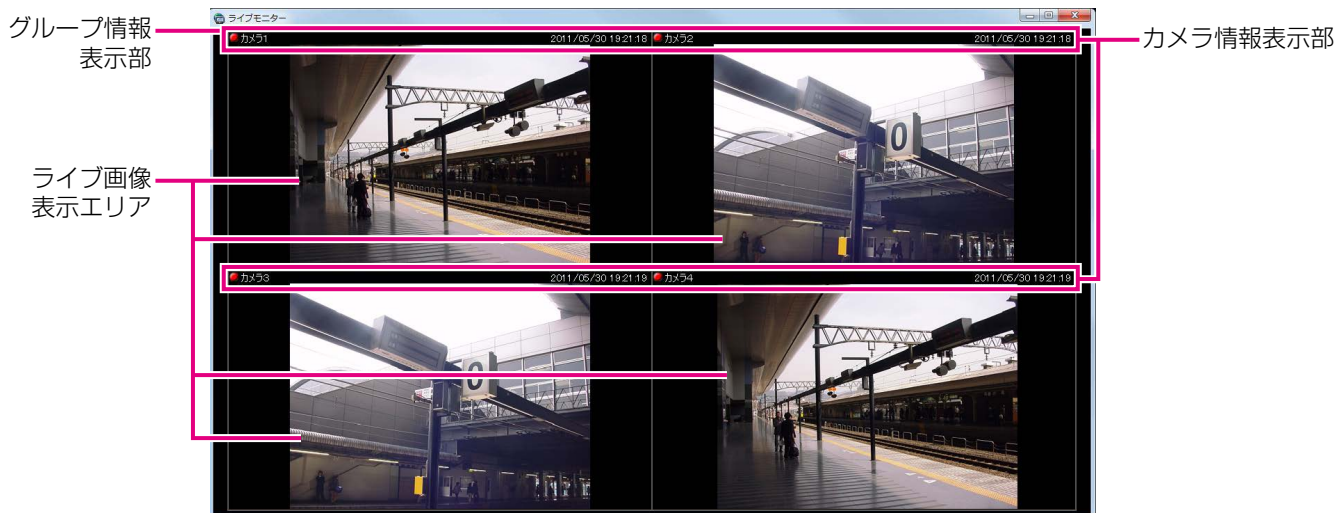 ライブモニター
グループ情報
表示部
カメラ1
2011/05/30 19:21:18
カメラ2
2011/05/30 19:21:18
カメラ情報表示部
0
ライブ画像
表示エリア
カメラ3
2011/05/30 19:21:19
カメラ4
2011/05/30 19:21:19
0